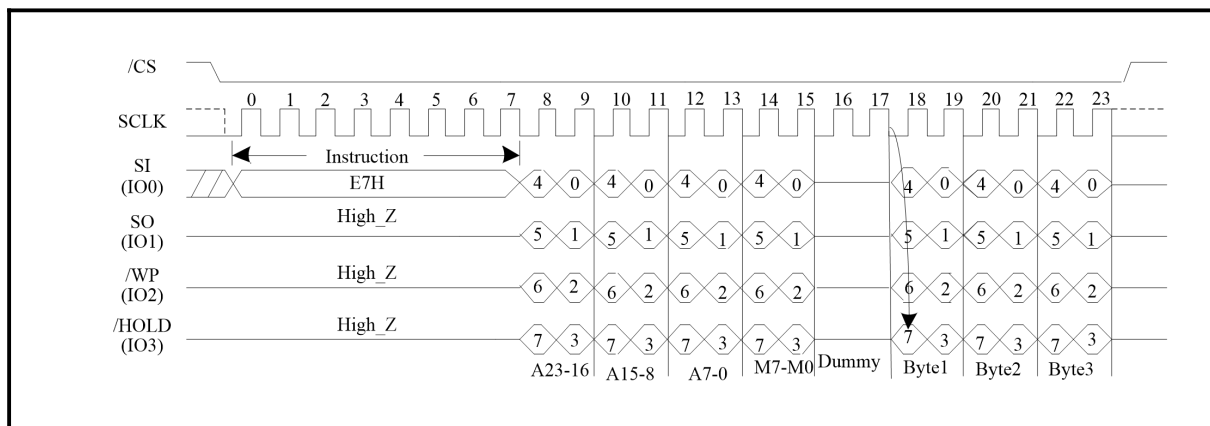 /CS
0 1 2 3 4 5 6 7 8 9 10 11 12 13 14 15 16 17 18 19 20 21 22 23
SCLK
Instruction
SI
(IO0)
E7H
4 0 4 0 4 0 4 0 4 0 4 0 4 0
High_Z
SO
(IO1)
5 1 5 1 5 1 5 1 5 1 5 1 5 1
High_Z
/WP
(IO2)
6 2 6 2 6 2 6 2 6 2 6 2 6 2
High_Z
/HOLD
(IO3)
7 3 7 3 7 3 7 3 7 3 7 3 7 3
A23-16 A15-8 A7-0 M7-M0 Dummy Byte1 Byte2 Byte3